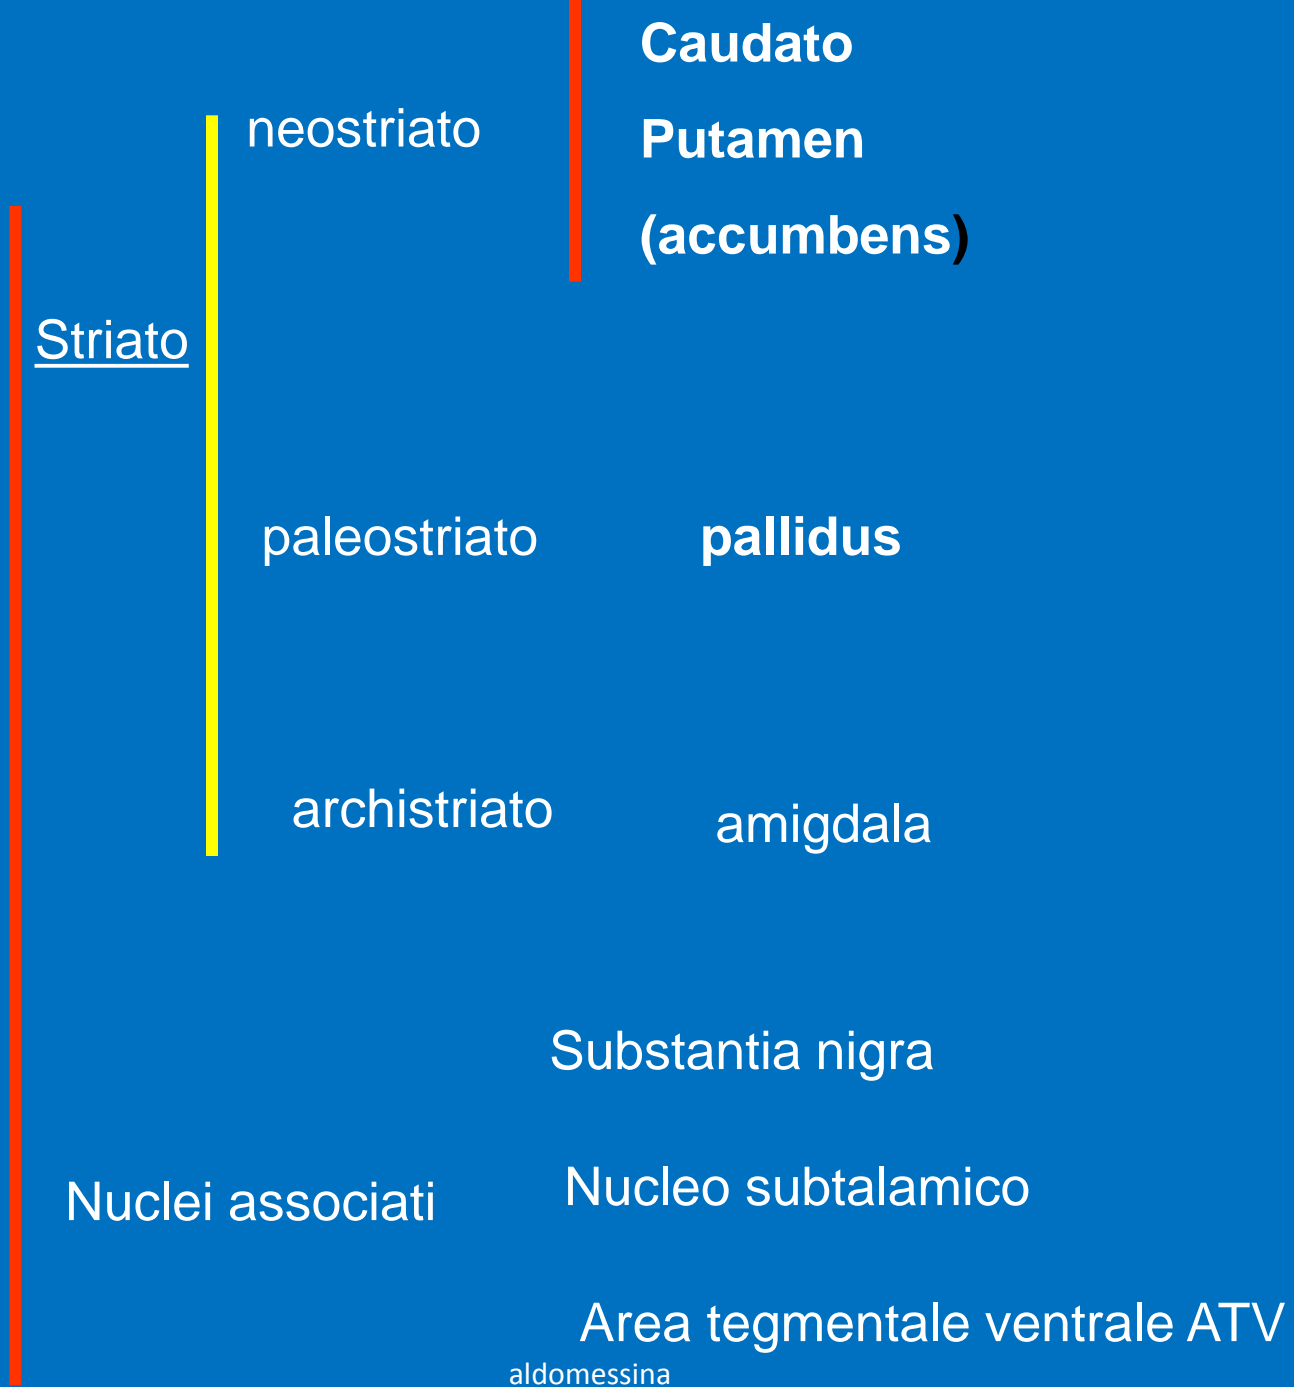 Caudato
neostriato
Putamen
(accumbens)
Striato
paleostriato pallidus
archistriato amigdala
Substantia nigra
Nuclei associati Nucleo subtalamico
Area tegmentale ventrale ATV
aldomessina